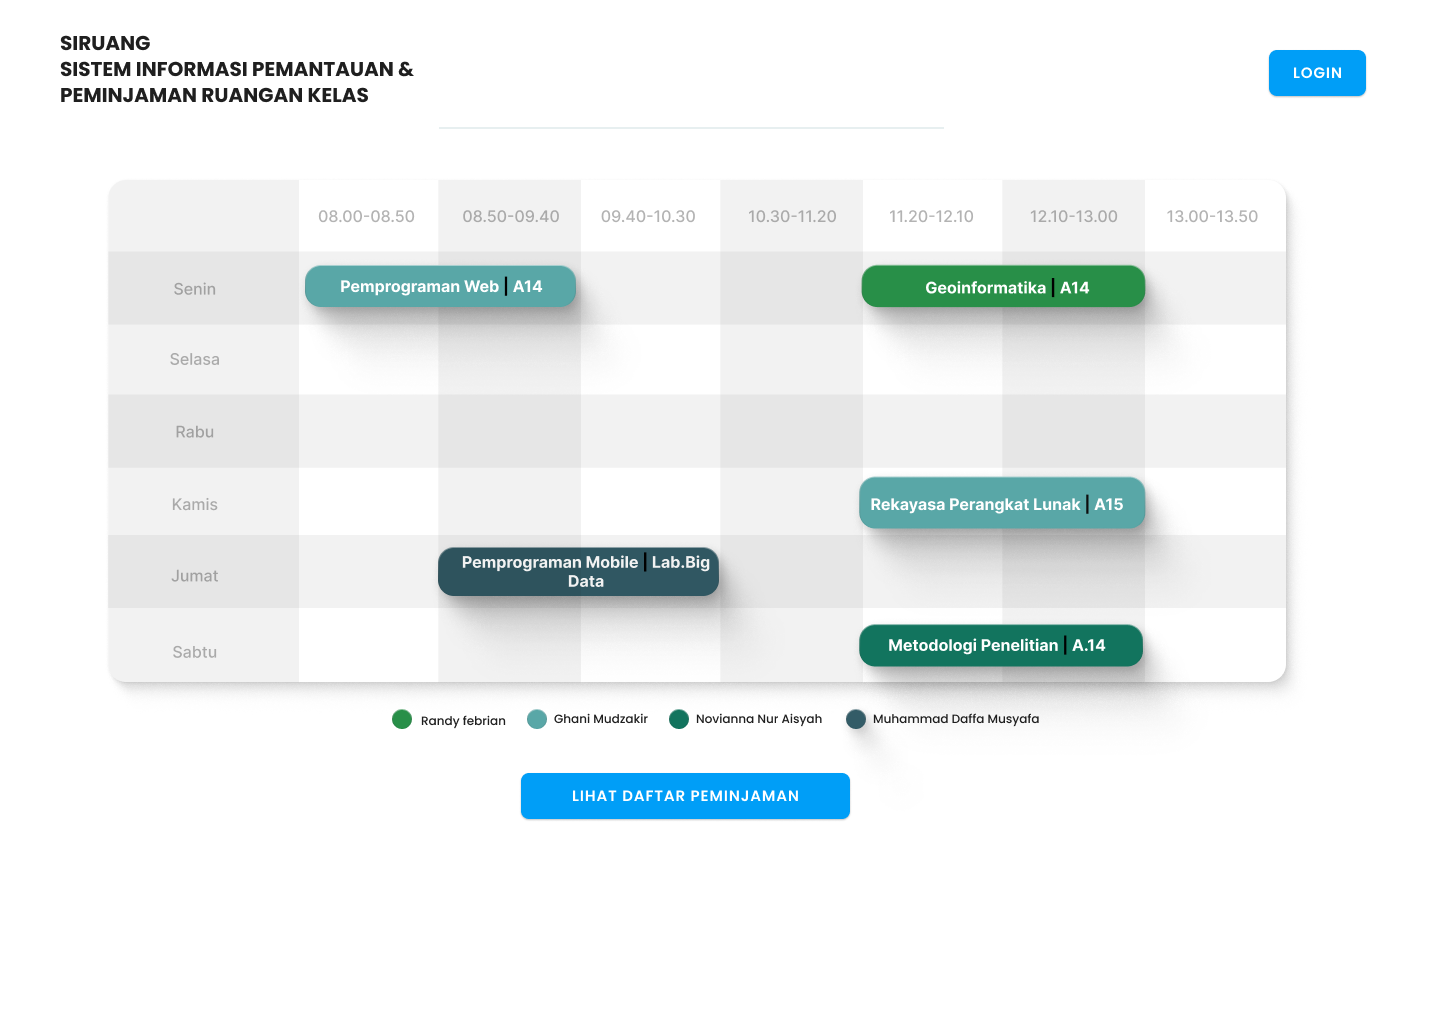 SIRUANG
SISTEM INFORMASI PEMANTAUAN &
PEMINJAMAN RUANGAN KELAS
LOGIN
08.00-08.50 08.50-09.40 09.40-10.30 10.30-11.20 11.20-12.10 12.10-13.00 13.00-13.50
Senin
Pemprograman Web | A14
Geoinformatika | A14
Selasa
Rabu
Kamis
Rekayasa Perangkat Lunak | A15
Jumat
Pemprograman Mobile | Lab.Big
Data
Sabtu
Metodologi Penelitian | A.14
Randy febrian
Ghani Mudzakir
Novianna Nur Aisyah
Muhammad Daffa Musyafa
LIHAT DAFTAR PEMINJAMAN